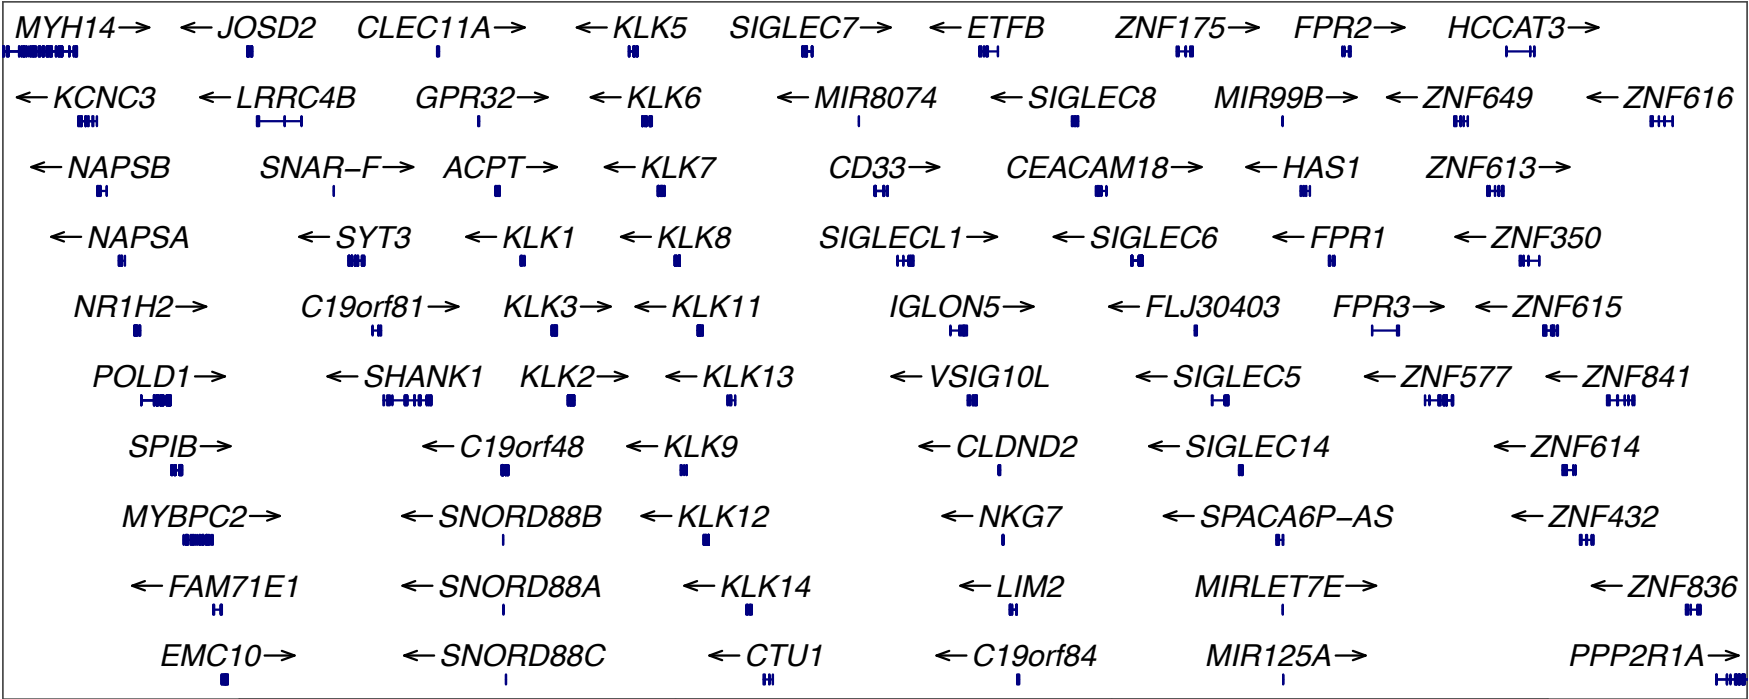 MYH14→ ←JOSD2 CLEC11A→ ←KLK5 SIGLEC7→ ←ETFB ZNF175→ FPR2→ HCCAT3→
←KCNC3 ←LRRC4B GPR32→ ←KLK6 ←MIR8074 ←SIGLEC8 MIR99B→ ←ZNF649 ←ZNF616
←NAPSB SNAR−F→ ACPT→ ←KLK7 CD33→ CEACAM18→ ←HAS1 ZNF613→
←NAPSA ←SYT3 ←KLK1 ←KLK8 SIGLECL1→ ←SIGLEC6 ←FPR1 ←ZNF350
NR1H2→ C19orf81→ KLK3→ ←KLK11 IGLON5→ ←FLJ30403 FPR3→ ←ZNF615
POLD1→ ←SHANK1 KLK2→ ←KLK13 ←VSIG10L ←SIGLEC5 ←ZNF577 ←ZNF841
SPIB→ ←C19orf48 ←KLK9 ←CLDND2 ←SIGLEC14 ←ZNF614
MYBPC2→ ←SNORD88B ←KLK12 ←NKG7 ←SPACA6P−AS ←ZNF432
←FAM71E1 ←SNORD88A ←KLK14 ←LIM2 MIRLET7E→ ←ZNF836
EMC10→ ←SNORD88C ←CTU1 ←C19orf84 MIR125A→ PPP2R1A→